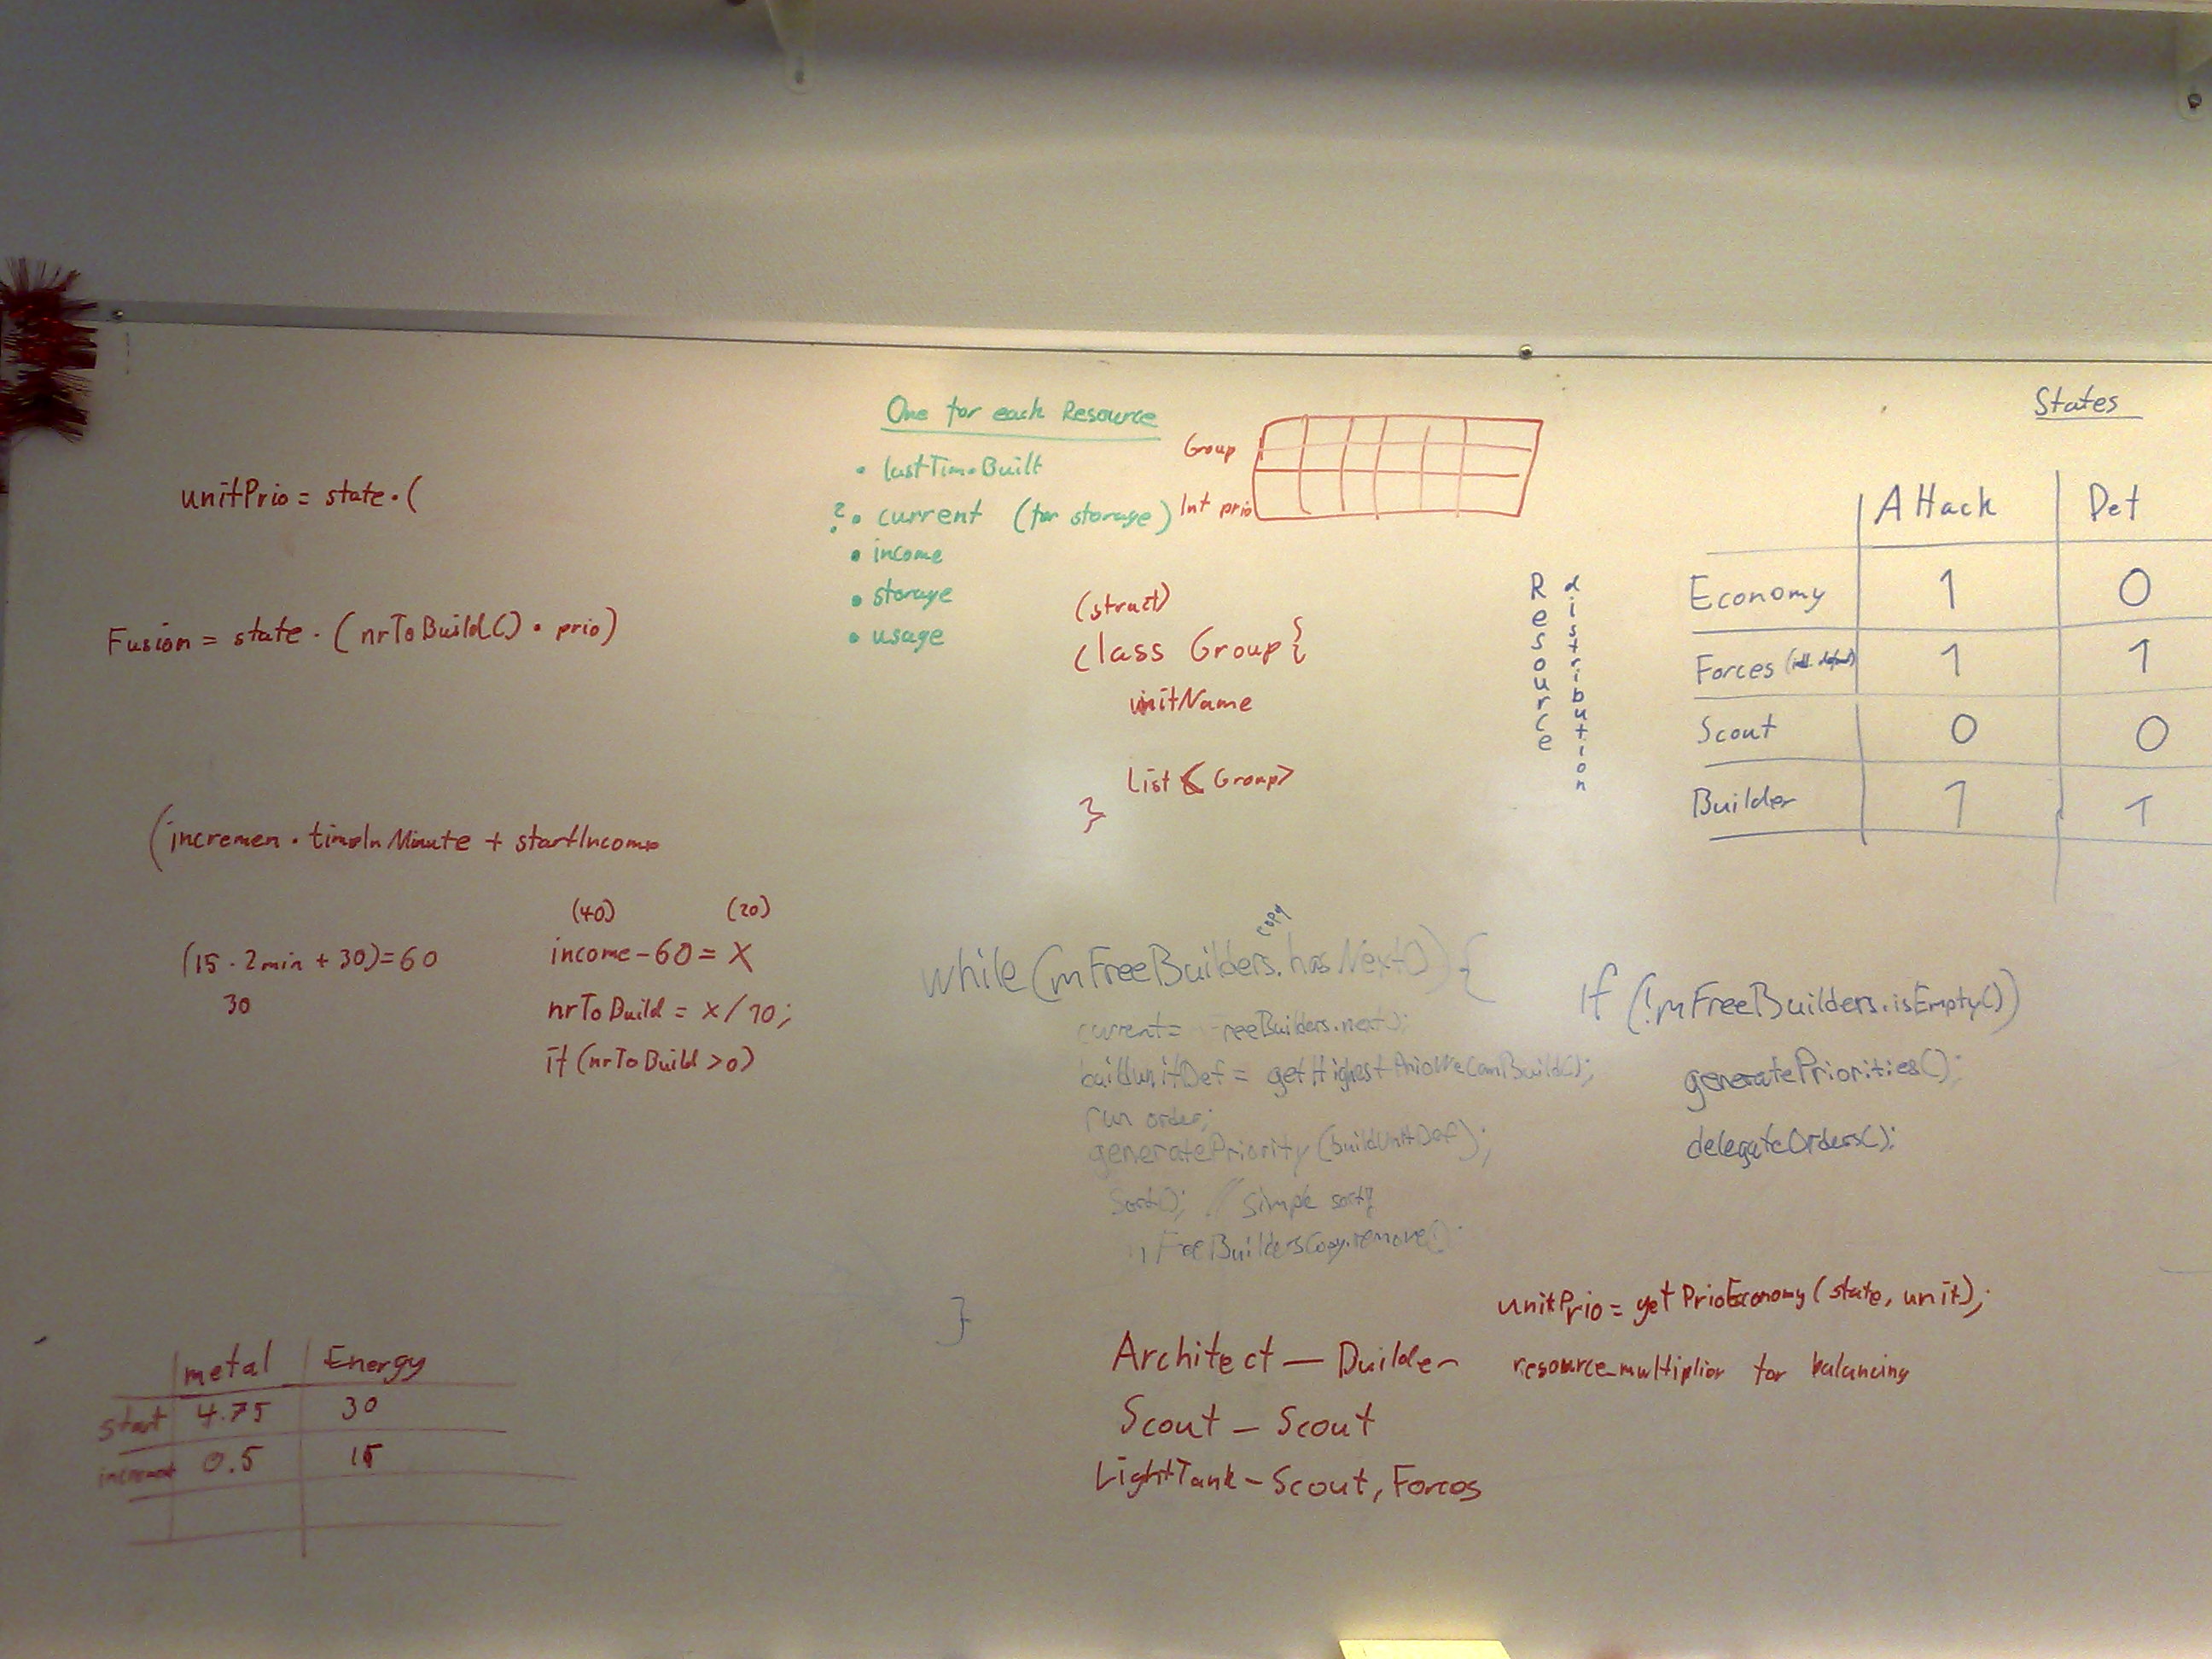 unitPrio = state · (
Fusion = state · (nrToBuild() · prio)
(incremen · timeInMinute + startIncome
(15 · 2min + 30) = 60
30
(40) (20)
income - 60 = X
nrToBuild = x/10;
if (nrToBuild > 0)
metal Energy
start 4.75 30
increment 0.5 15
One for each Resource
• lastTimeBuilt
? • current (for storage)
• income
• storage
• usage
Group
Int prio
(struct)
class Group {
unitName
List < Group>
}
Resource
distribution
States
Attack Def
Economy 1 0
Forces 1 1
Scout 0 0
Builder 1 1
copy
while (mFreeBuilders.hasNext()) {
current = FreeBuilders.next();
buildunitDef = getHighestPrioWeCanBuild();
run order;
generatePriority (buildUnitDef);
Sort(); // Simple sort?
FreeBuildersCopy.remove();
}
if (!mFreeBuilders.isEmpty())
generatePriorities();
delegateOrders();
unitPrio = getPrioEconomy (state, unit);
resource_multiplier for balancing
Architect — Builder
Scout — Scout
LightTank — Scout, Forces